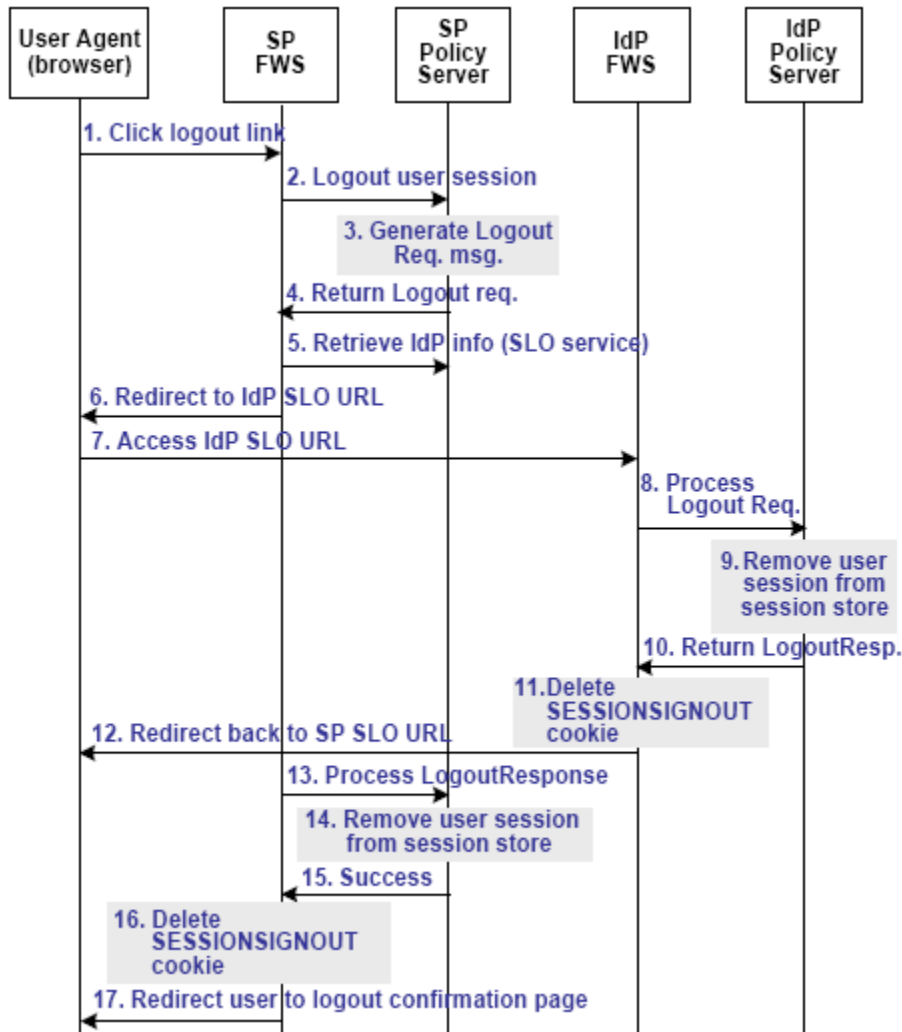 User Agent
(browser)
SP
FWS
SP
Policy
Server
IdP
FWS
IdP
Policy
Server
1. Click logout link
2. Logout user session
3. Generate Logout
Req. msg.
4. Return Logout req.
5. Retrieve IdP info (SLO service)
6. Redirect to IdP SLO URL
7. Access IdP SLO URL
8. Process
Logout Req.
9. Remove user
session from
session store
10. Return LogoutResp.
11.Delete
SESSIONSIGNOUT
cookie
12. Redirect back to SP SLO URL
13. Process LogoutResponse
14. Remove user session
from session store
15. Success
16. Delete
SESSIONSIGNOUT
cookie
17. Redirect user to logout confirmation page